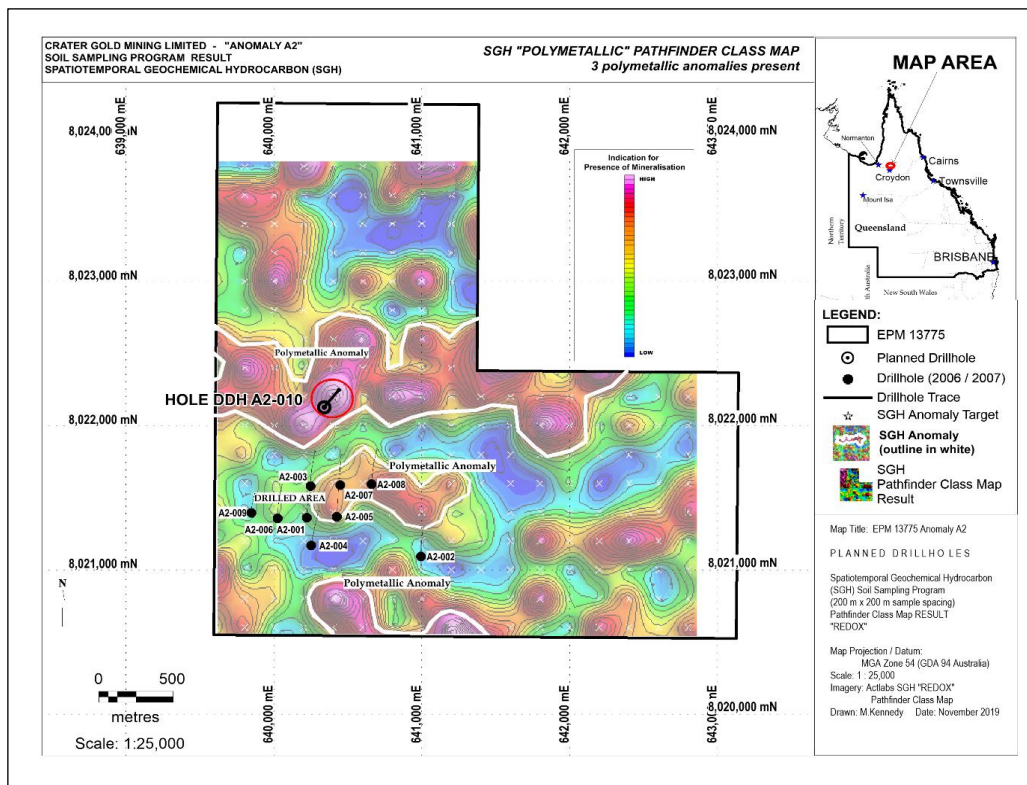 CRATER GOLD MINING LIMITED - "ANOMALY A2"
SOIL SAMPLING PROGRAM RESULT
SPATIOTEMPORAL GEOCHEMICAL HYDROCARBON (SGH)
SGH "POLYMETALLIC" PATHFINDER CLASS MAP
3 polymetallic anomalies present
639,000 mE
640,000 mE
641,000 mE
642,000 mE
8,024,000 mN
8,024,000 mN
Indication for
Presence of Mineralisation
HIGH
LOW
8,023,000 mN
8,023,000 mN
Polymetallic Anomaly
HOLE DDH A2-010
8,022,000 mN
8,022,000 mN
Polymetallic Anomaly
A2-003
A2-008
A2-007
DRILLED AREA
A2-009
A2-005
A2-006
A2-001
A2-004
A2-002
8,021,000 mN
8,021,000 mN
Polymetallic Anomaly
N
0 500
metres
Scale: 1:25,000
8,020,000 mN
640,000 mE
641,000 mE
642,000 mE
MAP AREA
Normanton
Croydon
Cairns
Townsville
Mount Isa
Northern
Territory
Queensland
BRISBANE
th Australia
New South Wales
LEGEND:
EPM 13775
Planned Drillhole
Drillhole (2006 / 2007)
Drillhole Trace
SGH Anomaly Target
SGH Anomaly
(outline in white)
SGH
Pathfinder Class Map
Result
Map Title: EPM 13775 Anomaly A2
PLANNED DRILLHOLES
Spatiotemporal Geochemical Hydrocarbon
(SGH) Soil Sampling Program
(200 m x 200 m sample spacing)
Pathfinder Class Map RESULT
"REDOX"
Map Projection / Datum:
MGA Zone 54 (GDA 94 Australia)
Scale: 1 : 25,000
Imagery: Actlabs SGH "REDOX"
Pathfinder Class Map
Drawn: M.Kennedy Date: November 2019